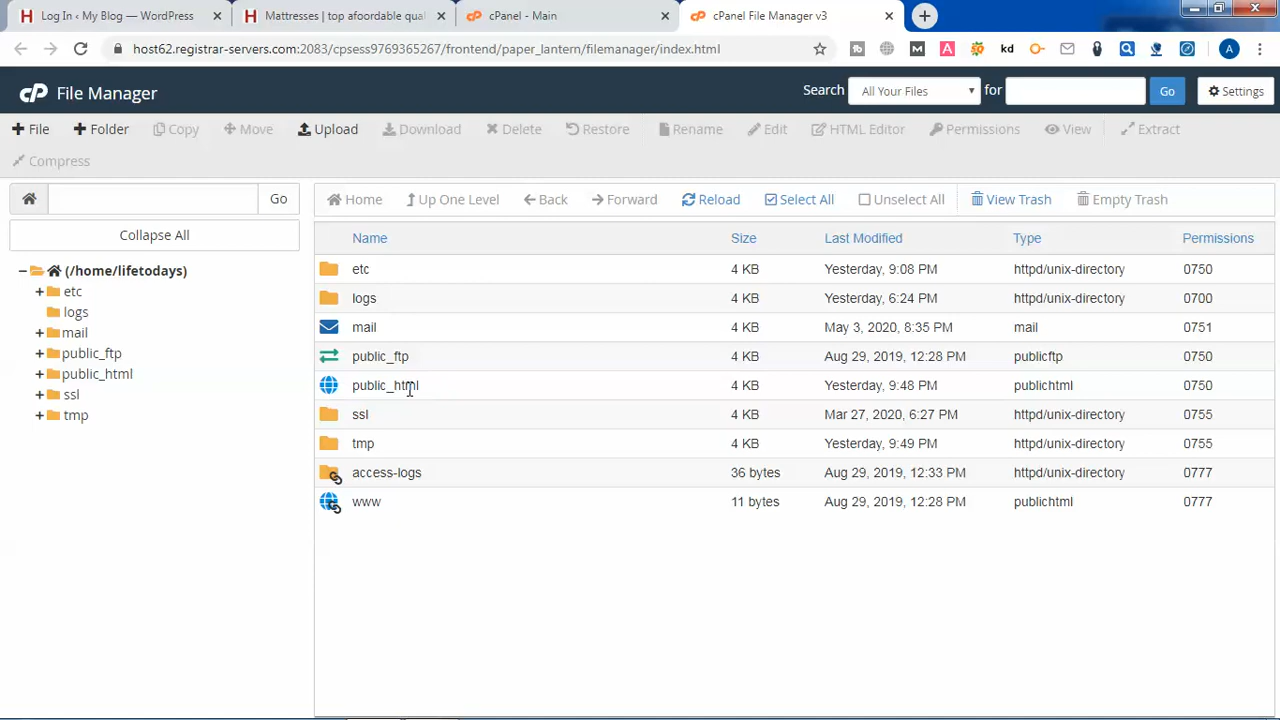 Log In ‹ My Blog — WordPress
Mattresses | top afoordable qual
cPanel - Main
cPanel File Manager v3
host62.registrar-servers.com:2083/cpsess9769365267/frontend/paper_lantern/filemanager/index.html
kd
A
cP File Manager
Search
All Your Files
for
Go
Settings
File
Folder
Copy
Move
Upload
Download
Delete
Restore
Rename
Edit
HTML Editor
Permissions
View
Extract
Compress
Go
Home
Up One Level
Back
Forward
Reload
Select All
Unselect All
View Trash
Empty Trash
Collapse All
(/home/lifetodays)
etc
logs
mail
public_ftp
public_html
ssl
tmp
Name Size Last Modified Type Permissions
etc 4 KB Yesterday, 9:08 PM httpd/unix-directory 0750
logs 4 KB Yesterday, 6:24 PM httpd/unix-directory 0700
mail 4 KB May 3, 2020, 8:35 PM mail 0751
public_ftp 4 KB Aug 29, 2019, 12:28 PM publicftp 0750
public_html 4 KB Yesterday, 9:48 PM publichtml 0750
ssl 4 KB Mar 27, 2020, 6:27 PM httpd/unix-directory 0755
tmp 4 KB Yesterday, 9:49 PM httpd/unix-directory 0755
access-logs 36 bytes Aug 29, 2019, 12:33 PM httpd/unix-directory 0777
www 11 bytes Aug 29, 2019, 12:28 PM publichtml 0777